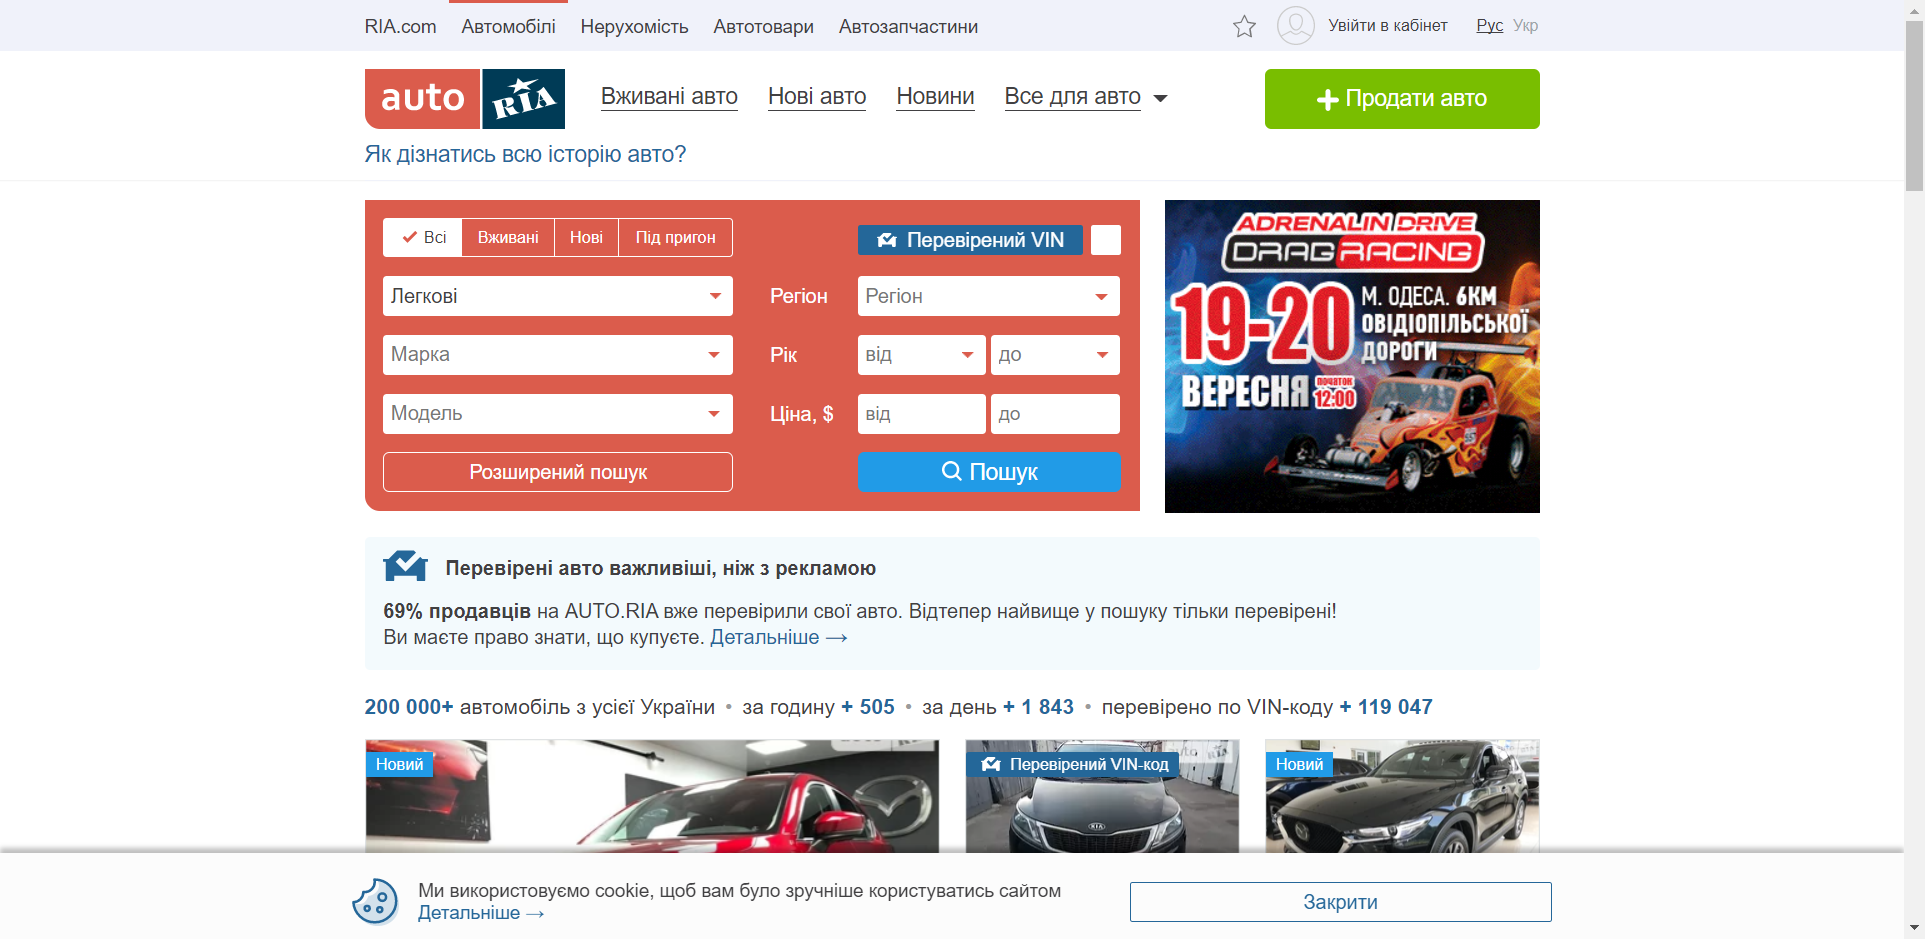 RIA.com Автомобілі Нерухомість Автотовари Автозапчастини Увійти в кабінет Рус Укр
auto RIA Вживані авто Нові авто Новини Все для авто Продати авто
Як дізнатись всю історію авто?
Всі Вживані Нові Під пригон Перевірений VIN
Легкові Регіон Регіон
Марка Рік від до
Модель Ціна, $ від до
Розширений пошук Пошук
ADRENALIN DRIVE
DRAG RACING
19-20
М. ОДЕСА. 6КМ
ОВІДІОПІЛЬСЬКОЇ
ДОРОГИ
ВЕРЕСНЯ
ПОЧАТОК
12:00
Перевірені авто важливіші, ніж з рекламою
69% продавців на AUTO.RIA вже перевірили свої авто. Відтепер найвище у пошуку тільки перевірені!
Ви маєте право знати, що купуєте. Детальніше →
200 000+ автомобіль з усієї України • за годину + 505 • за день + 1 843 • перевірено по VIN-коду + 119 047
Новий Перевірений VIN-код Новий
KIA
Ми використовуємо cookie, щоб вам було зручніше користуватись сайтом
Детальніше →
Закрити